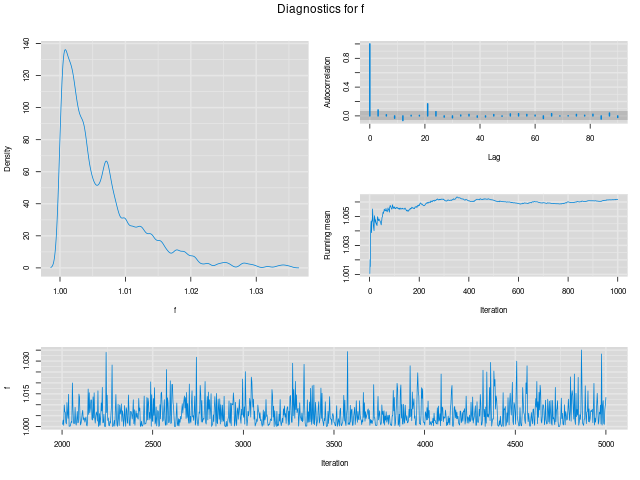 Diagnostics for f
Density
0 20 40 60 80 100 120 140
1.00 1.01 1.02 1.03
f
Autocorrelation
0.0 0.4 0.8
0 20 40 60 80
Lag
Running mean
1.001 1.003 1.005
0 200 400 600 800 1000
Iteration
f
1.000 1.015 1.030
2000 2500 3000 3500 4000 4500 5000
Iteration